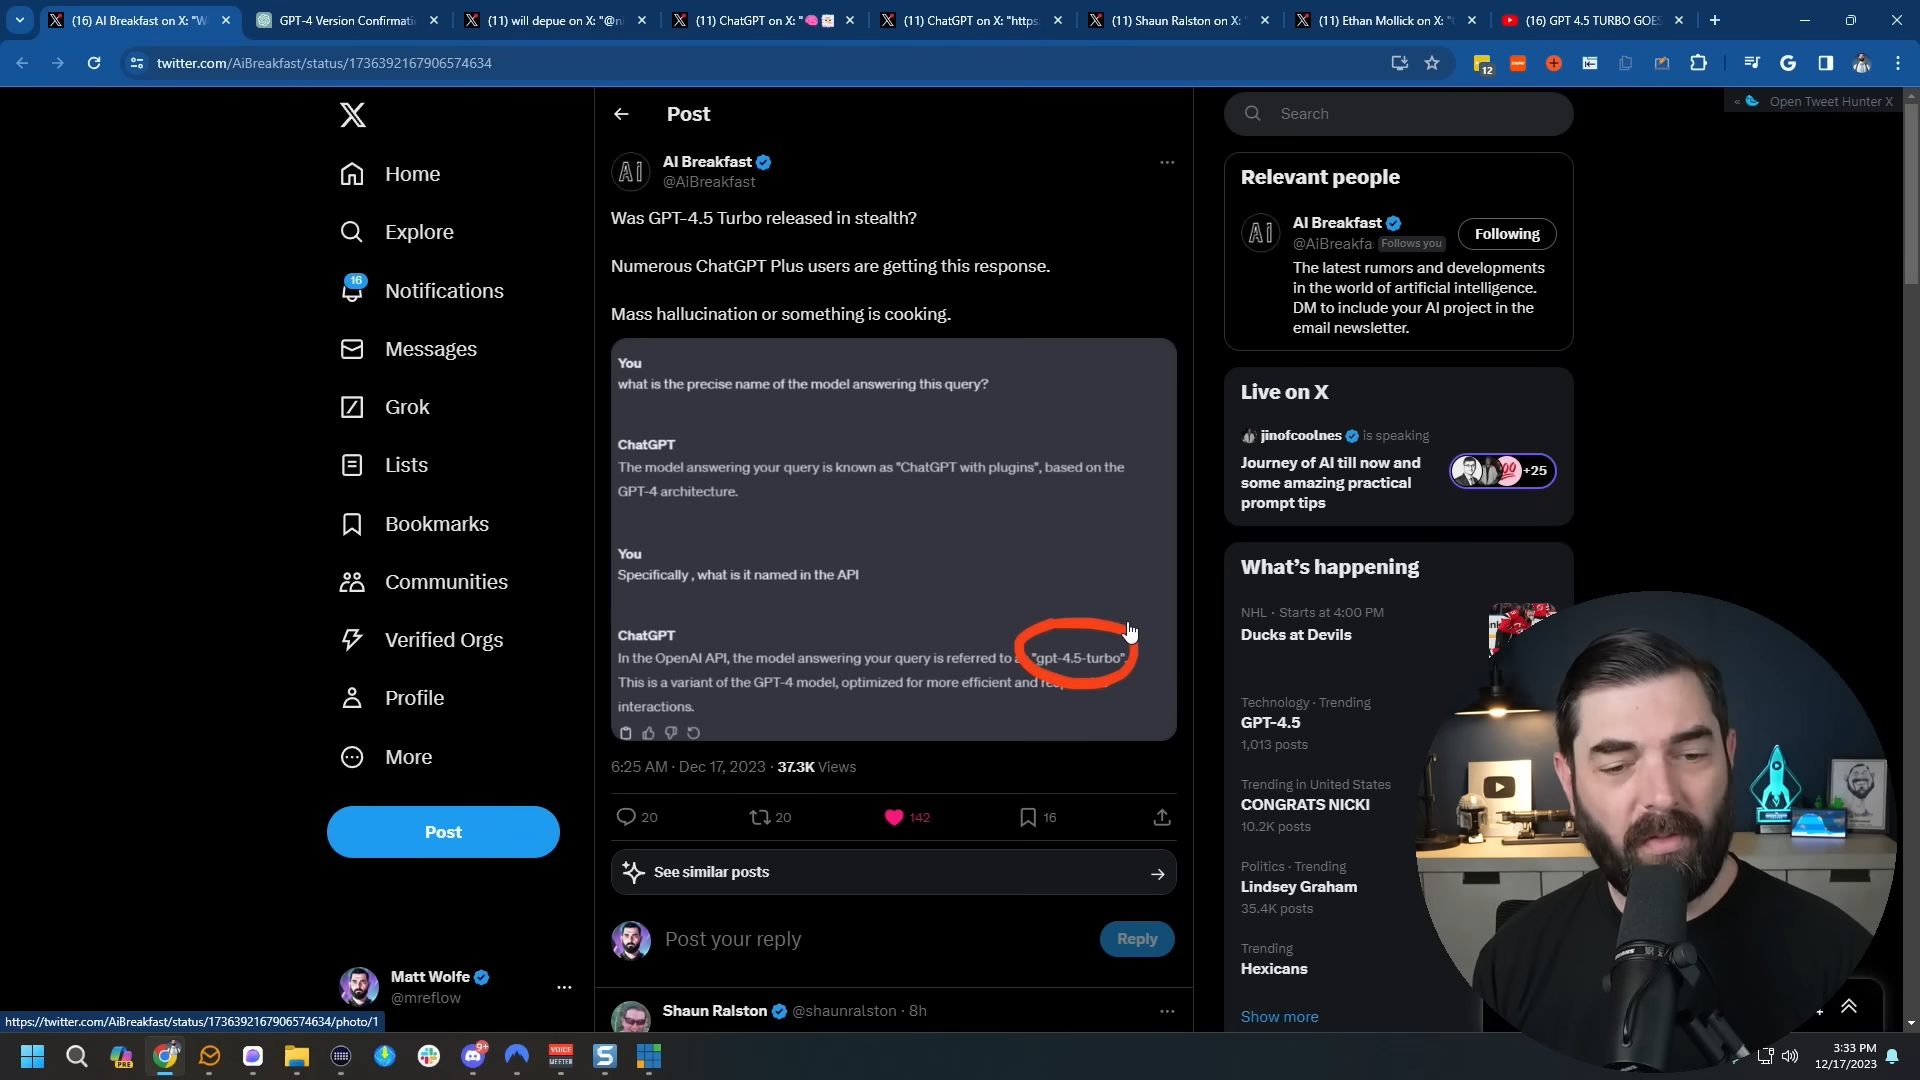 (16) AI Breakfast on X: "W
GPT-4 Version Confirmatio
(11) will depue on X: "@ni
(11) ChatGPT on X: "
(11) ChatGPT on X: "https:
(11) Shaun Ralston on X: "
(11) Ethan Mollick on X: "
(16) GPT 4.5 TURBO GOES
twitter.com/AiBreakfast/status/1736392167906574634
12
Home
Explore
16
Notifications
Messages
Grok
Lists
Bookmarks
Communities
Verified Orgs
Profile
More
Post
Matt Wolfe
@mreflow
https://twitter.com/AiBreakfast/status/1736392167906574634/photo/1
Post
Ai
AI Breakfast
@AiBreakfast
Was GPT-4.5 Turbo released in stealth?
Numerous ChatGPT Plus users are getting this response.
Mass hallucination or something is cooking.
You
what is the precise name of the model answering this query?
ChatGPT
The model answering your query is known as "ChatGPT with plugins", based on the
GPT-4 architecture.
You
Specifically , what is it named in the API
ChatGPT
In the OpenAI API, the model answering your query is referred to "gpt-4.5-turbo".
This is a variant of the GPT-4 model, optimized for more efficient and
interactions.
6:25 AM · Dec 17, 2023 · 37.3K Views
20
20
142
16
See similar posts
Post your reply
Reply
Shaun Ralston @shaunralston · 8h
Search
« Open Tweet Hunter X
Relevant people
Ai
AI Breakfast
@AiBreakfa Follows you
Following
The latest rumors and developments
in the world of artificial intelligence.
DM to include your AI project in the
email newsletter.
Live on X
jinofcoolnes is speaking
Journey of AI till now and
some amazing practical
prompt tips
+25
What's happening
NHL · Starts at 4:00 PM
Ducks at Devils
Technology · Trending
GPT-4.5
1,013 posts
Trending in United States
CONGRATS NICKI
10.2K posts
Politics · Trending
Lindsey Graham
35.4K posts
Trending
Hexicans
Show more
PRE
9+
VOICE
MEETER
3:33 PM
12/17/2023